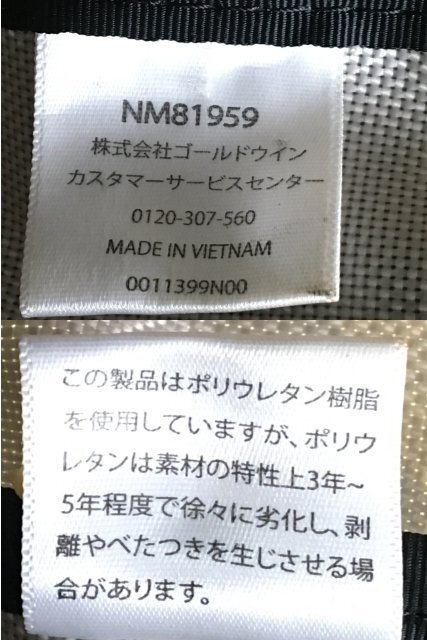 NM81959
株式会社ゴールドウイン
カスタマーサービスセンター
0120-307-560
MADE IN VIETNAM
0011399N00
この製品はポリウレタン樹脂
を使用していますが、ポリウ
レタンは素材の特性上3年~
5年程度で徐々に劣化し、剥
離やべたつきを生じさせる場
合があります。